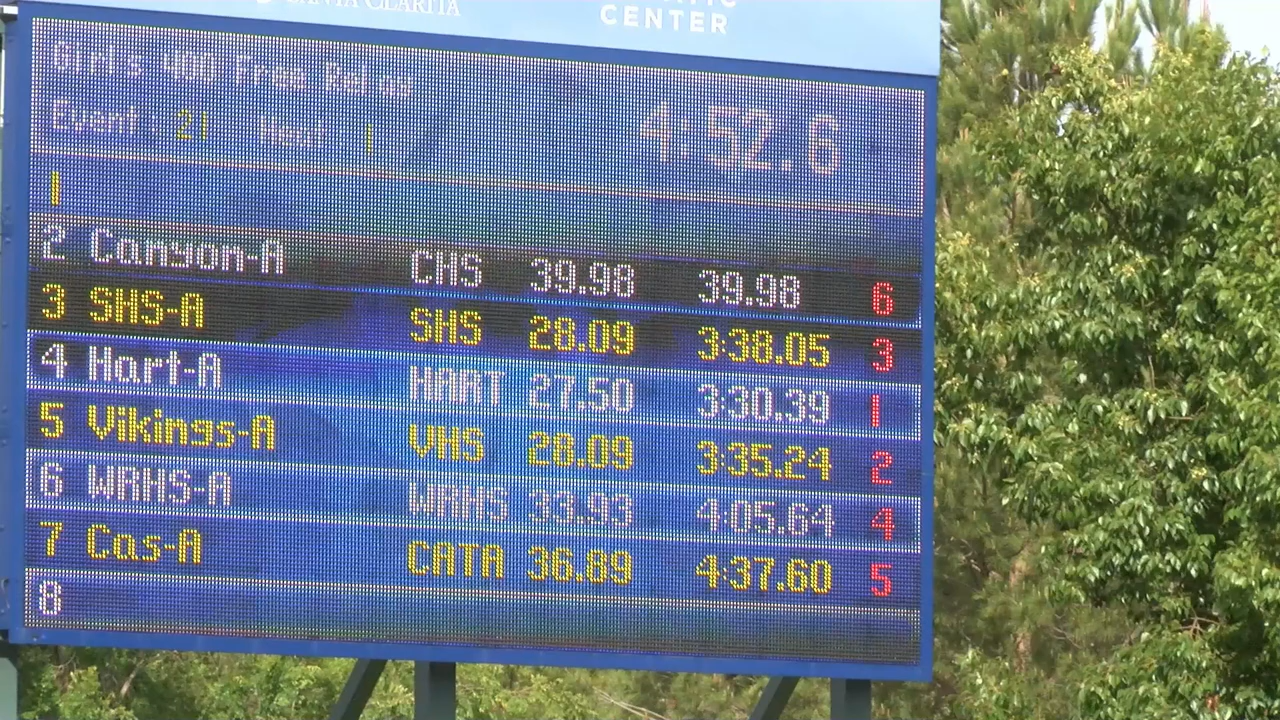 SANTA CLARITA
CENTER
Girls 400 Free Relay
Event: 21 Heat: 1
4:52.6
1
2 Canyon-A CHS 39.98 39.98 6
3 SHS-A SHS 28.09 3:38.05 3
4 Hart-A HART 27.50 3:30.39 1
5 Vikings-A VHS 28.09 3:35.24 2
6 WRHS-A WRHS 33.93 4:05.64 4
7 Cas-A CATA 36.89 4:37.60 5
8